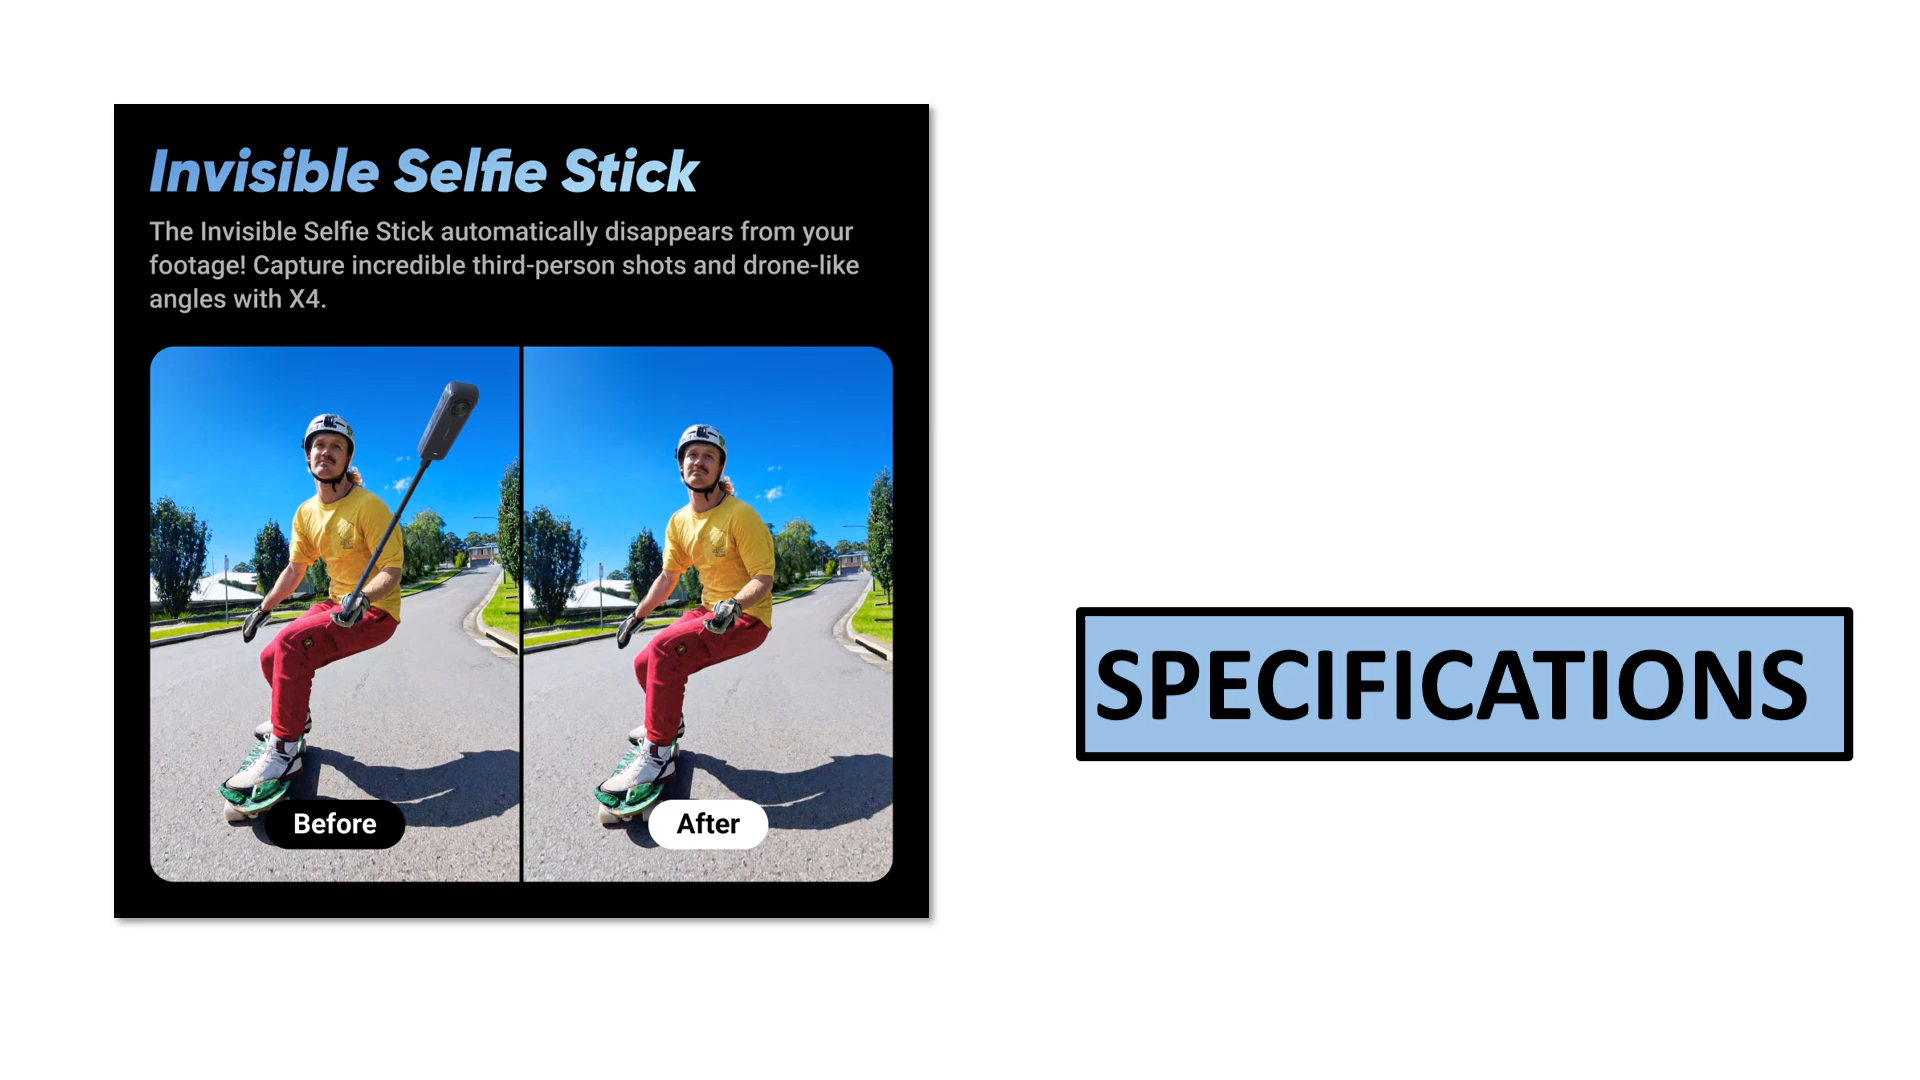 Invisible Selfie Stick
The Invisible Selfie Stick automatically disappears from your
footage! Capture incredible third-person shots and drone-like
angles with X4.
Before
After
SPECIFICATIONS